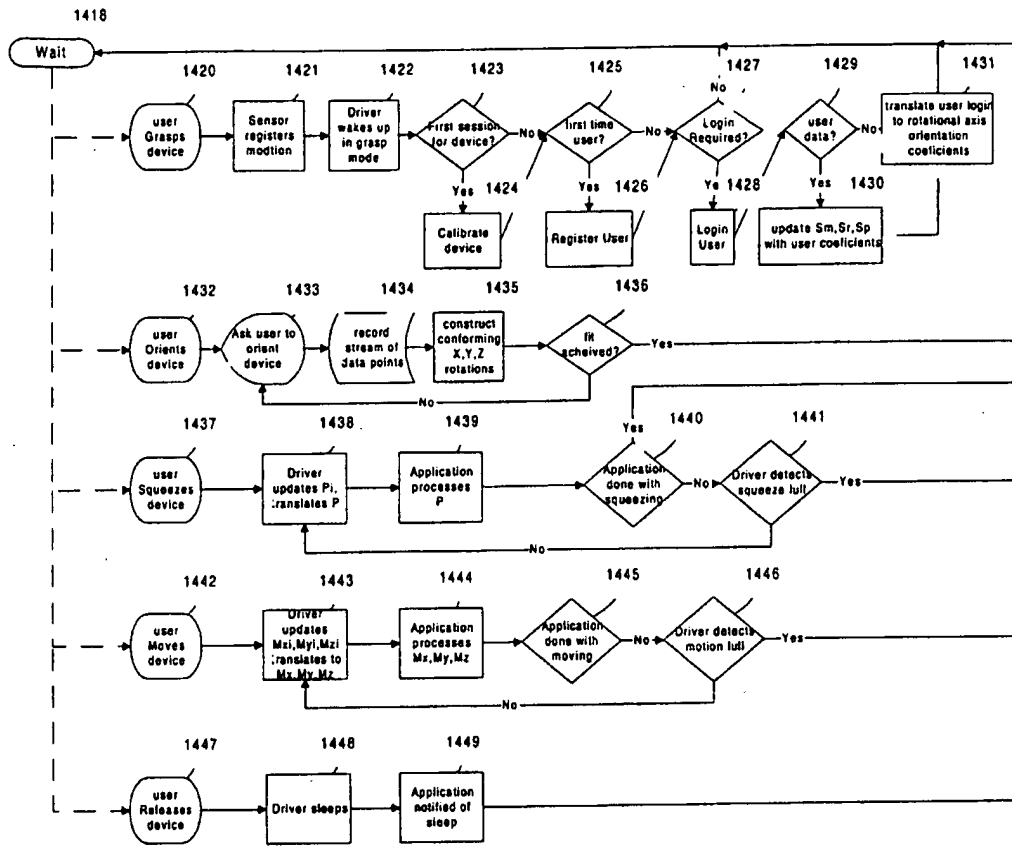 1418
Wait
1420 1421 1422 1423 1425 1427 1429 1431
user
Grasps
device
Sensor
registers
modtion
Driver
wakes up
in grasp
mode
First session
for device?
No
first time
user?
No
Login
Required?
No
user
data?
No
translate user login
to rotational axis
orientation
coeficients
Yes 1424 Yes 1426 Ye 1428 Yes 1430
Calibrate
device
Register User
Login
User
update Sm,Sr,Sp
with user coeficients
1432 1433 1434 1435 1436
user
Orients
device
Ask user to
orient
device
record
stream of
data points
construct
conforming
X,Y,Z
rotations
fit
acheived?
Yes
No
1437 1438 1439 1440 1441
user
Squeezes
device
Driver
updates Pi,
translates P
Application
processes
P
Yes
Application
done with
squeezing
No
Driver detects
squeeze lull
Yes
No
1442 1443 1444 1445 1446
user
Moves
device
Driver
updates
Mxi,Myi,Mzi
translates to
Mx,My,Mz
Application
processes
Mx,My,Mz
Application
done with
moving
No
Driver detects
motion lull
Yes
No
1447 1448 1449
user
Releases
device
Driver sleeps
Application
notified of
sleep